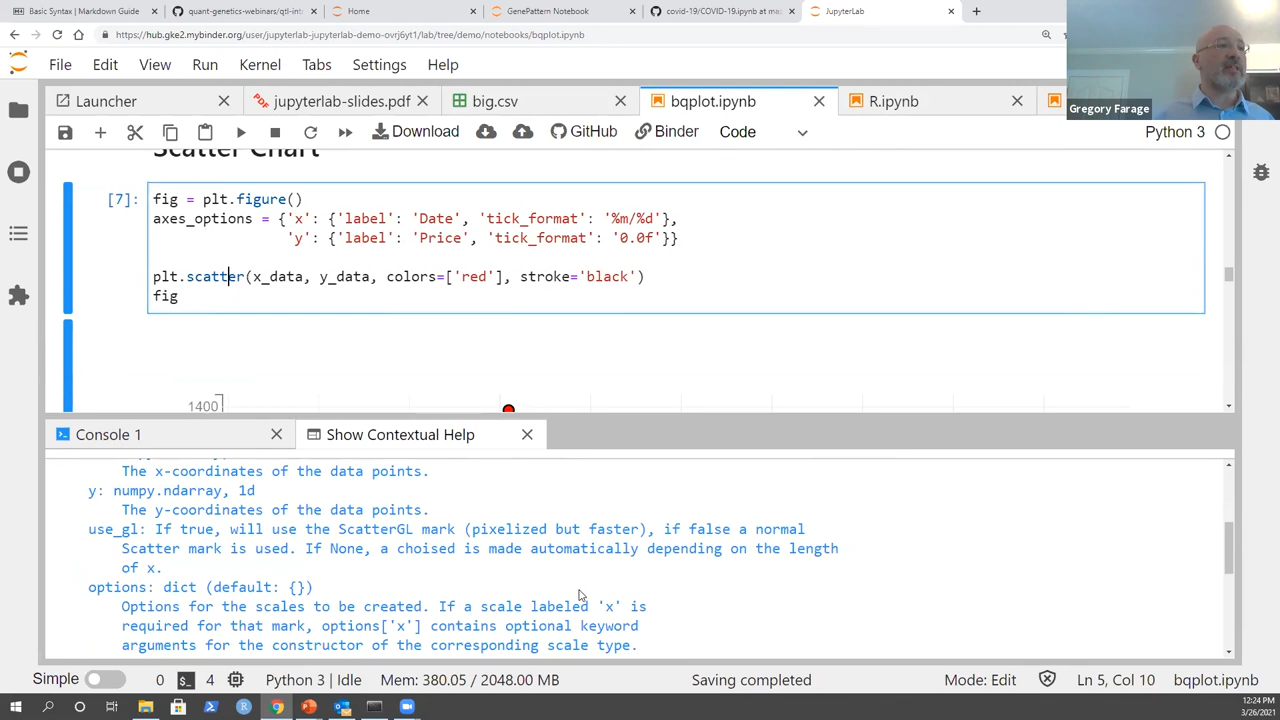 Basic Syntax | Markdown Guide
quant-genetics-webinars/qtl-int
Home
GenePattern Notebook
covid-19/COVID-19.ipynb at ma
JupyterLab
https://hub.gke2.mybinder.org/user/jupyterlab-jupyterlab-demo-ovrj6yt1/lab/tree/demo/notebooks/bqplot.ipynb
File Edit View Run Kernel Tabs Settings Help
Gregory Farage
Launcher
jupyterlab-slides.pdf
big.csv
bqplot.ipynb
R.ipynb
Download GitHub Binder Code Python 3
Scatter Chart
[7]: fig = plt.figure()
axes_options = {'x': {'label': 'Date', 'tick_format': '%m/%d'},
'y': {'label': 'Price', 'tick_format': '0.0f'}}
plt.scatter(x_data, y_data, colors=['red'], stroke='black')
fig
1400
Console 1
Show Contextual Help
The x-coordinates of the data points.
y: numpy.ndarray, 1d
The y-coordinates of the data points.
use_gl: If true, will use the ScatterGL mark (pixelized but faster), if false a normal
Scatter mark is used. If None, a choised is made automatically depending on the length
of x.
options: dict (default: {})
Options for the scales to be created. If a scale labeled 'x' is
required for that mark, options['x'] contains optional keyword
arguments for the constructor of the corresponding scale type.
Simple 0 4 Python 3 | Idle Mem: 380.05 / 2048.00 MB Saving completed Mode: Edit Ln 5, Col 10 bqplot.ipynb
12:24 PM
3/26/2021